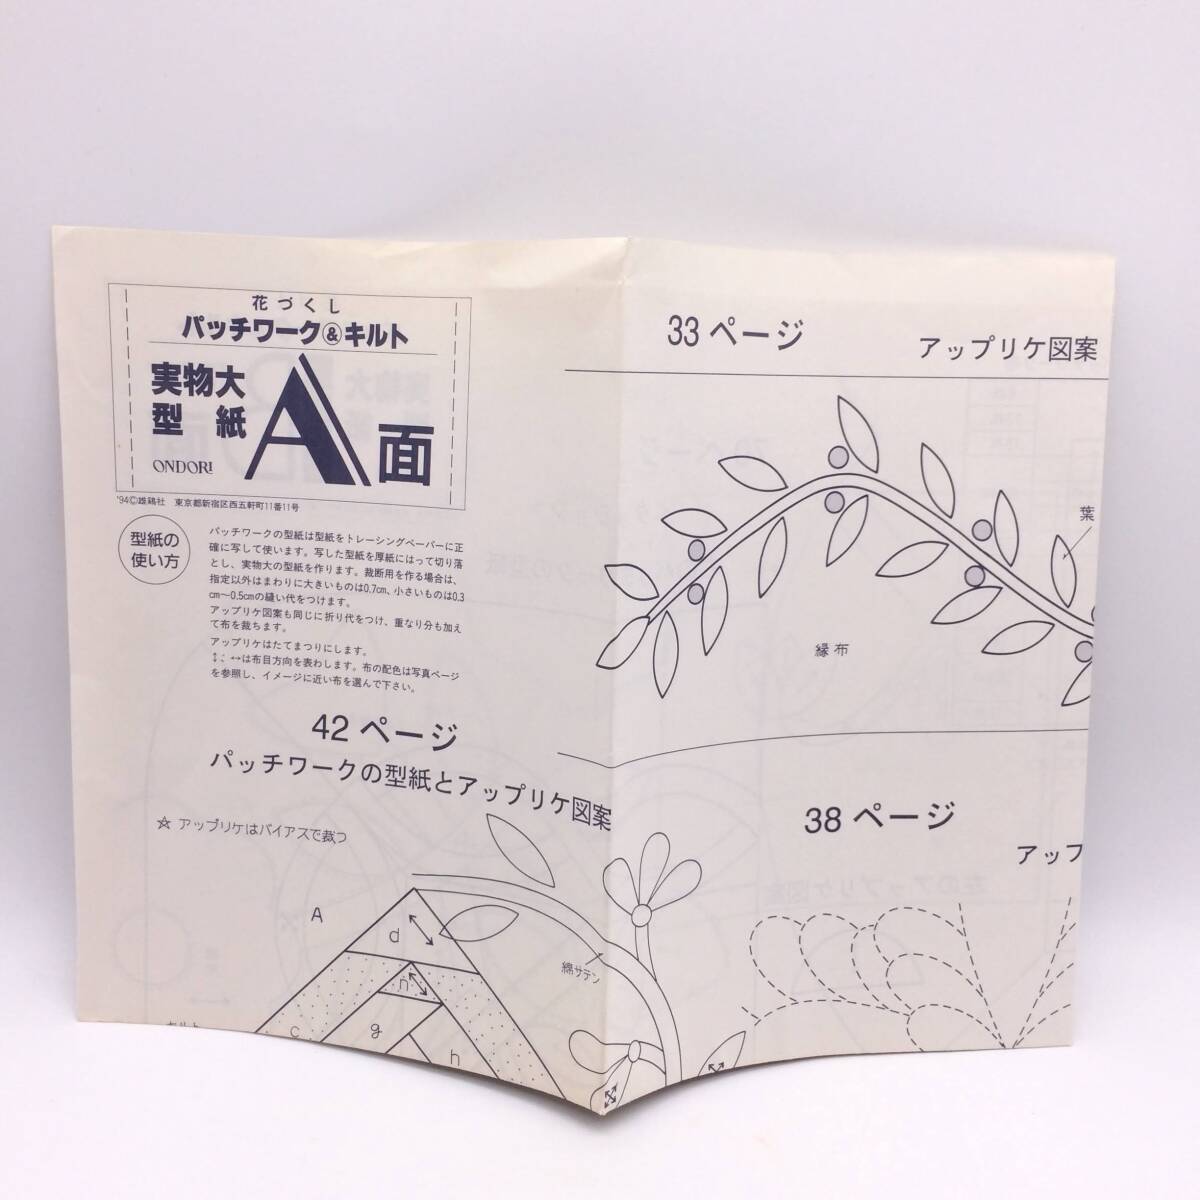 花づくし
パッチワーク&キルト
実物大
型紙
A面
ONDORI
'94©雄鶏社 東京都新宿区西五軒町11番11号
型紙の
使い方
パッチワークの型紙は型紙をトレーシングペーパーに正
確に写して使います。写した型紙を厚紙にはって切り落
とし、実物大の型紙を作ります。裁断用を作る場合は、
指定以外はまわりに大きいものは0.7cm、小さいものは0.3
cm〜0.5cmの縫い代をつけます。
アップリケ図案も同じに折り代をつけ、重なり分も加え
て布を裁ちます。
アップリケはたてまつりにします。
↕、↔は布目方向を表わします。布の配色は写真ページ
を参照し、イメージに近い布を選んで下さい。
42 ページ
パッチワークの型紙とアップリケ図案
☆ アップリケはバイアスで裁つ
A
d
n
c
g
h
綿サテン
33 ページ
アップリケ図案
葉
縁布
38 ページ
アップ